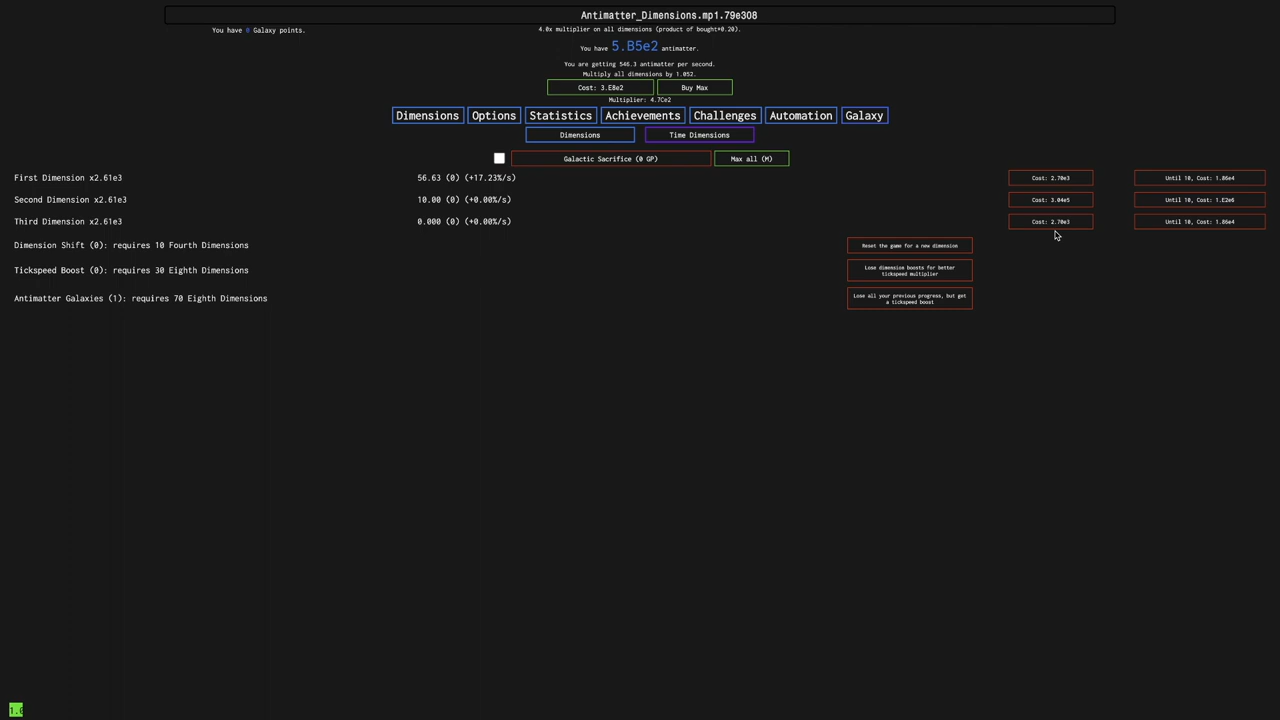 Antimatter_Dimensions.mp1.79e308
You have 0 Galaxy points.
4.0x multiplier on all dimensions (product of bought*0.20).
You have 5.B5e2 antimatter.
You are getting 546.3 antimatter per second.
Multiply all dimensions by 1.052.
Cost: 3.E8e2 Buy Max
Multiplier: 4.7Ce2
Dimensions Options Statistics Achievements Challenges Automation Galaxy
Dimensions Time Dimensions
Galactic Sacrifice (0 GP) Max all (M)
First Dimension x2.61e3 56.63 (0) (+17.23%/s) Cost: 2.70e3 Until 10, Cost: 1.86e4
Second Dimension x2.61e3 10.00 (0) (+0.00%/s) Cost: 3.04e5 Until 10, Cost: 1.E2e6
Third Dimension x2.61e3 0.000 (0) (+0.00%/s) Cost: 2.70e3 Until 10, Cost: 1.86e4
Dimension Shift (0): requires 10 Fourth Dimensions Reset the game for a new dimension
Tickspeed Boost (0): requires 30 Eighth Dimensions Lose dimension boosts for better
tickspeed multiplier
Antimatter Galaxies (1): requires 70 Eighth Dimensions Lose all your previous progress, but get
a tickspeed boost